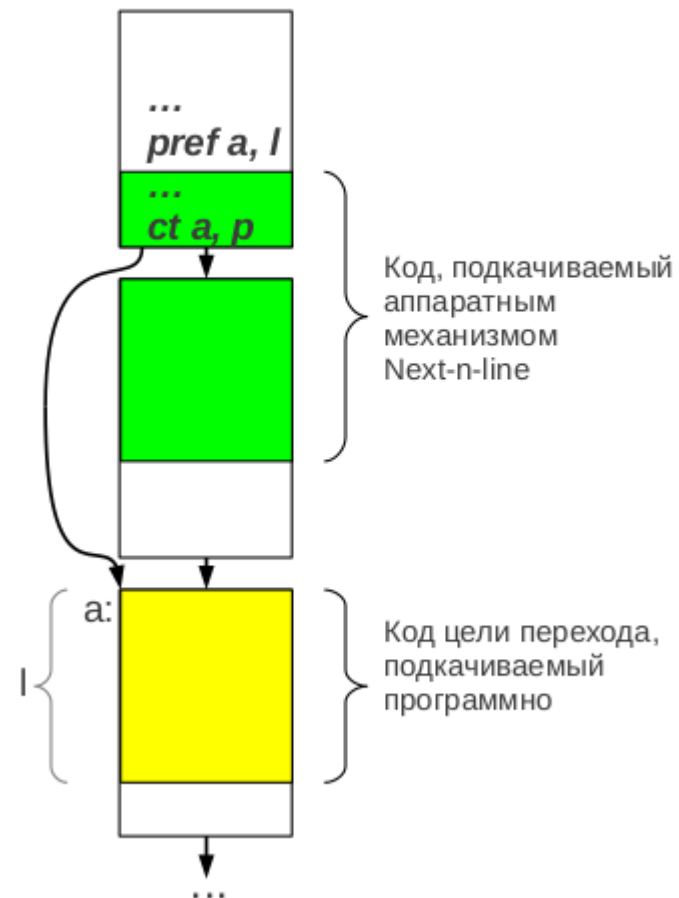 ...
pref a, l
...
ct a, p
Код, подкачиваемый
аппаратным
механизмом
Next-n-line
a:
l
Код цели перехода,
подкачиваемый
программно
...